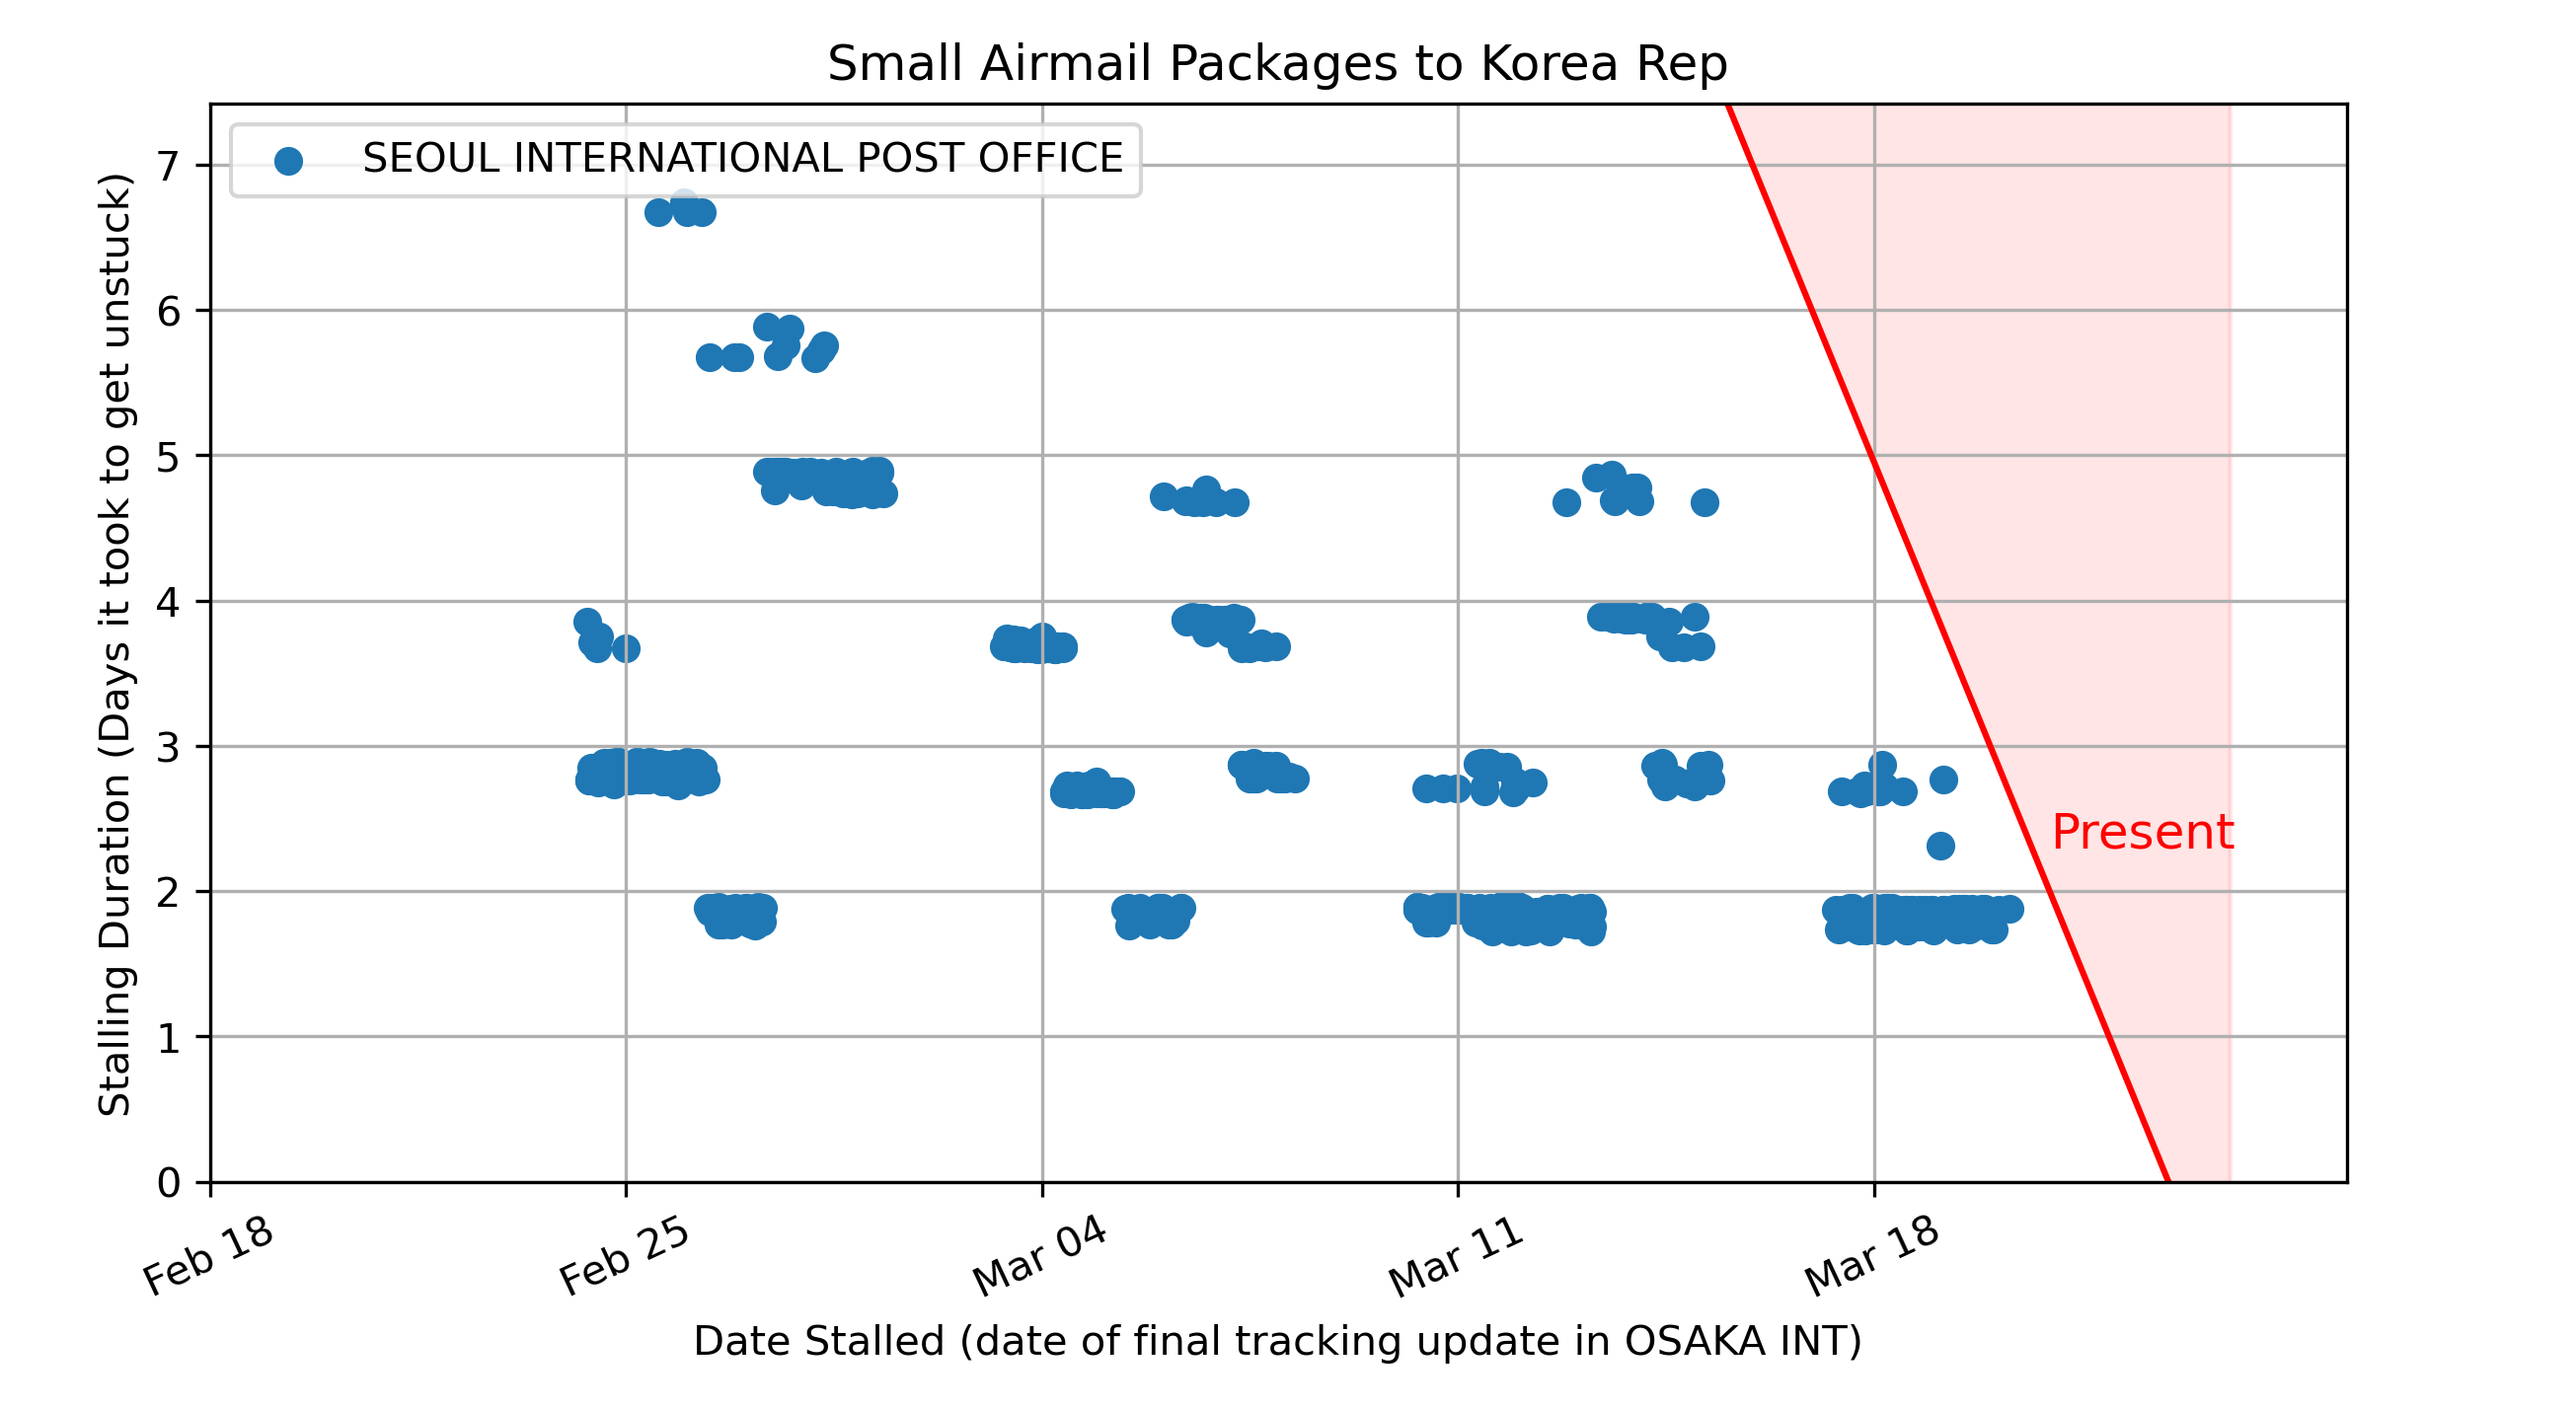 Small Airmail Packages to Korea Rep
SEOUL INTERNATIONAL POST OFFICE
Stalling Duration (Days it took to get unstuck)
7
6
5
4
3
2
1
0
Present
Feb 18
Feb 25
Mar 04
Mar 11
Mar 18
Date Stalled (date of final tracking update in OSAKA INT)